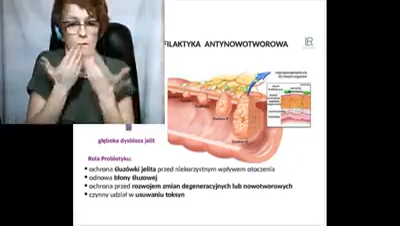 FILAKTYKA ANTYNOWOTWOROWA
LR
głęboka dysbioza jelit
Rola Probiotyku:
• ochrona śluzówki jelita przed niekorzystnym wpływem otoczenia
• odnowa błony śluzowej
• ochrona przed rozwojem zmian degeneracyjnych lub nowotworowych
• czynny udział w usuwaniu toksyn